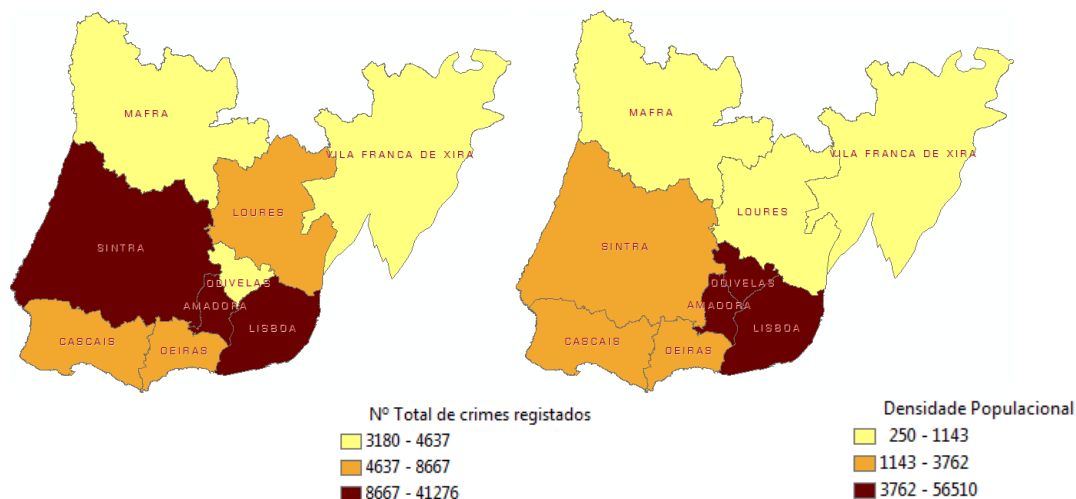 MAFRA
VILA FRANCA DE XIRA
LOURES
SINTRA
ODIVELAS
AMADORA
LISBOA
CASCAIS
OEIRAS
Nº Total de crimes registados
3180 - 4637
4637 - 8667
8667 - 41276
MAFRA
VILA FRANCA DE XIRA
LOURES
SINTRA
ODIVELAS
AMADORA
LISBOA
CASCAIS
OEIRAS
Densidade Populacional
250 - 1143
1143 - 3762
3762 - 56510